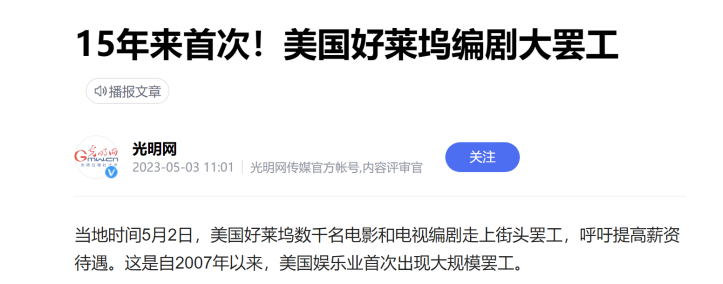 15年来首次！美国好莱坞编剧大罢工
播报文章
光明网
2023-05-03 11:01
光明网传媒官方帐号,内容评审官
关注
光明网
当地时间5月2日，美国好莱坞数千名电影和电视编剧走上街头罢工，呼吁提高薪资
待遇。这是自2007年以来，美国娱乐业首次出现大规模罢工。